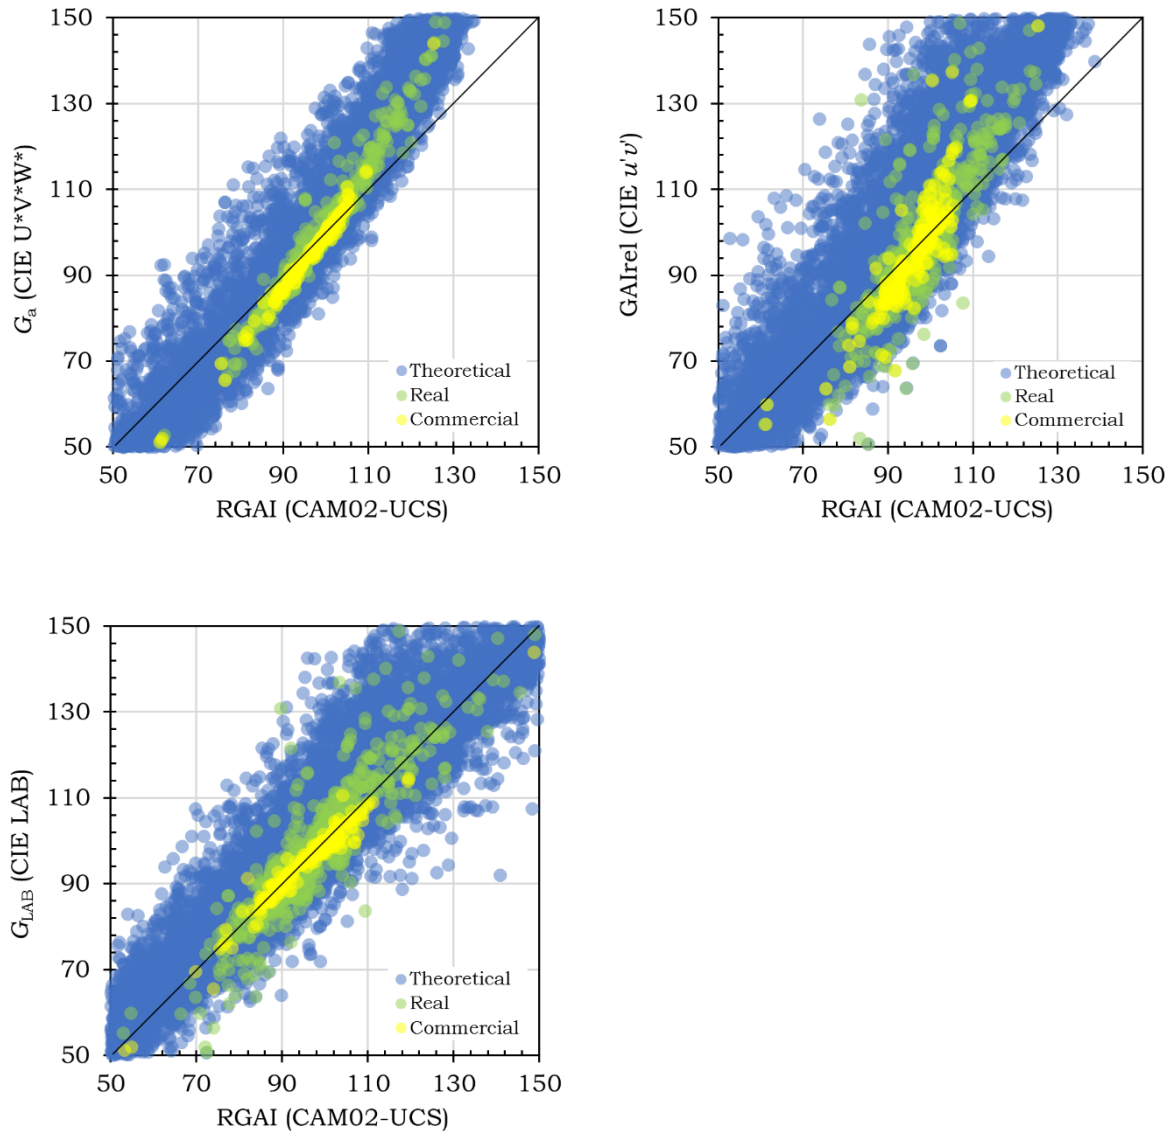 150
130
110
90
70
50
Gₐ (CIE U*V*W*)
Theoretical
Real
Commercial
50 70 90 110 130 150
RGAI (CAM02-UCS)
150
130
110
90
70
50
GAIrel (CIE u'v')
Theoretical
Real
Commercial
50 70 90 110 130 150
RGAI (CAM02-UCS)
150
130
110
90
70
50
G_LAB (CIE LAB)
Theoretical
Real
Commercial
50 70 90 110 130 150
RGAI (CAM02-UCS)